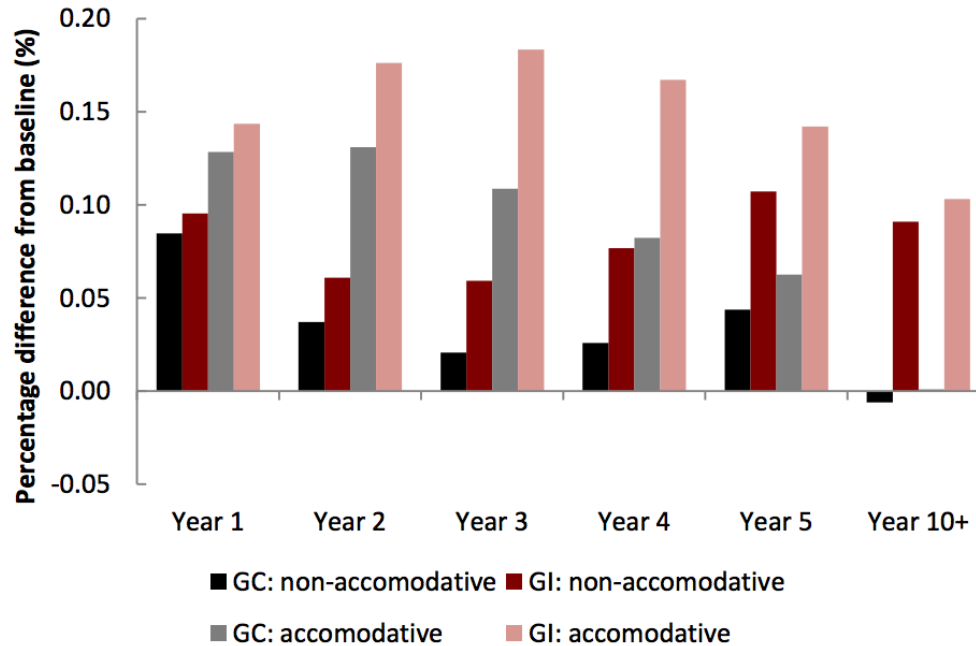 Percentage difference from baseline (%)
0.20
0.15
0.10
0.05
0.00
-0.05
Year 1 Year 2 Year 3 Year 4 Year 5 Year 10+
GC: non-accomodative GI: non-accomodative
GC: accomodative GI: accomodative